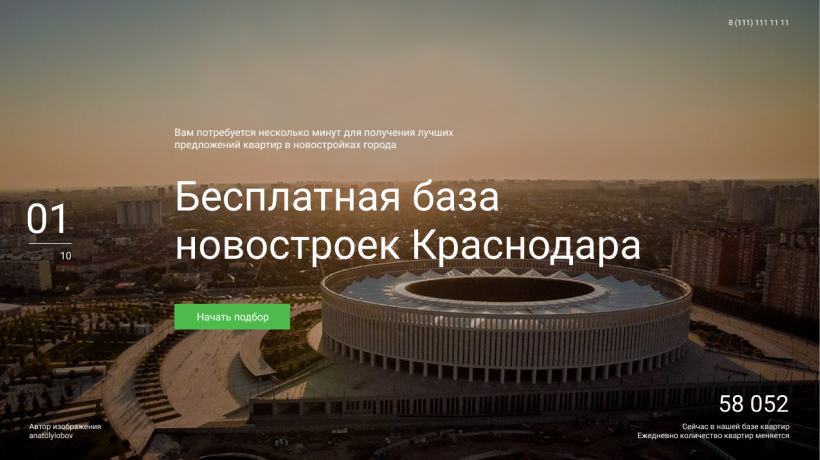 8 (111) 111 11 11
Вам потребуется несколько минут для получения лучших
предложений квартир в новостройках города
Бесплатная база
новостроек Краснодара
01
10
Начать подбор
58 052
Автор изображения
anatolylobov
Сейчас в нашей базе квартир
Ежедневно количество квартир меняется